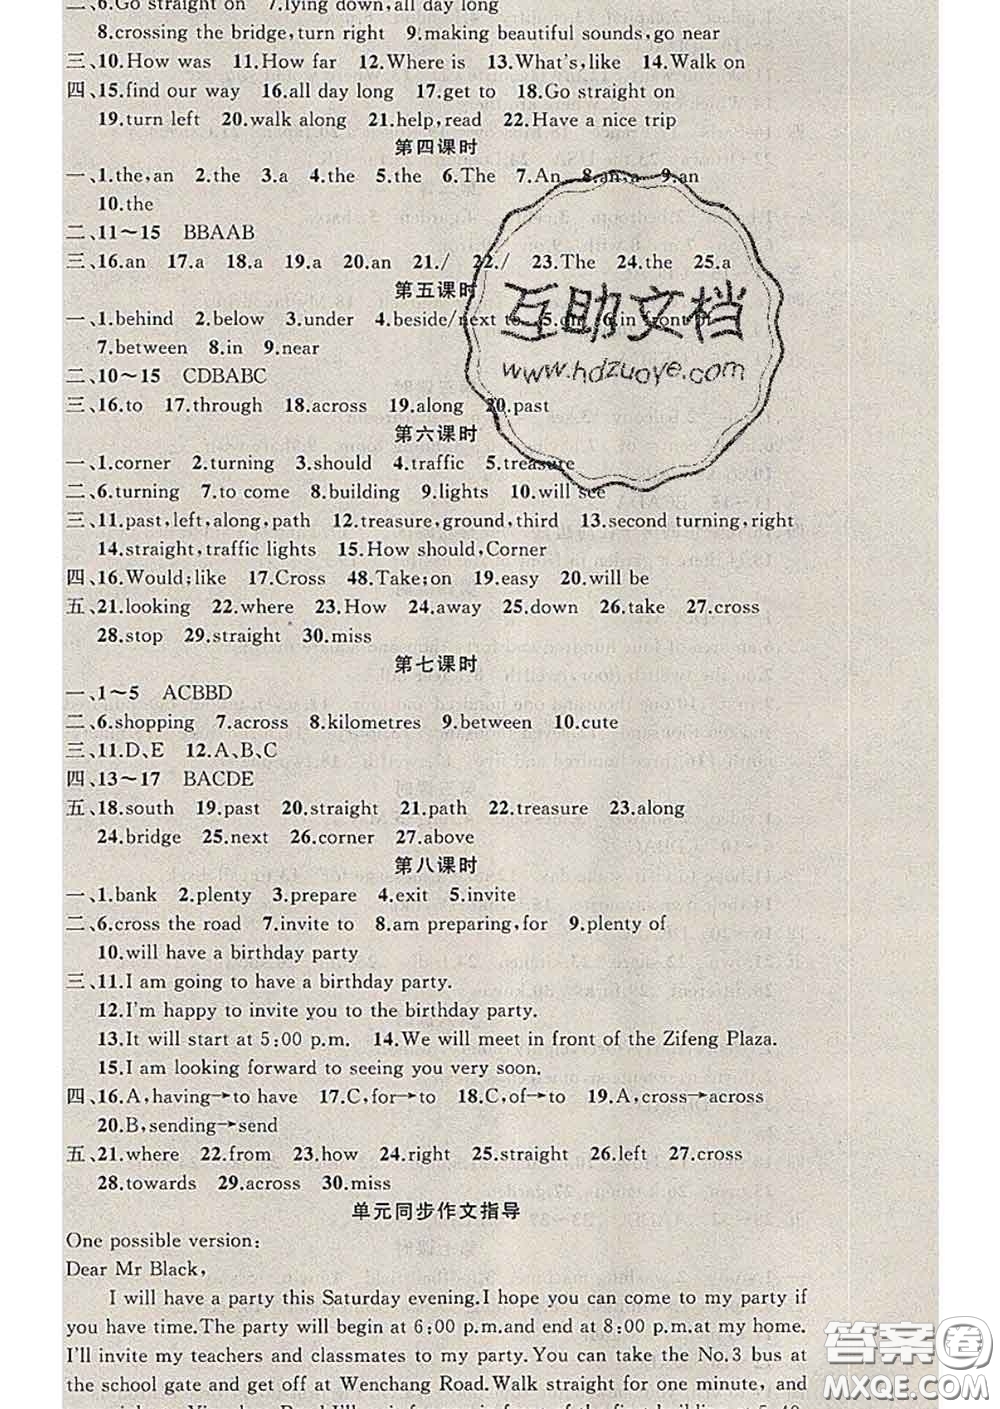 二、6.Go straight on 7.lying down,all day long
8.crossing the bridge,turn right 9.making beautiful sounds,go near
三、10.How was 11.How far 12.Where is 13.What's,like 14.Walk on
四、15.find our way 16.all day long 17.get to 18.Go straight on
19.turn left 20.walk along 21.help,read 22.Have a nice trip
第四课时
一、1.the,an 2.the 3.a 4.the 5.the 6.The 7.An 8.an,a 9.an
10.the
二、11～15 BBAAB
三、16.an 17.a 18.a 19.a 20.an 21./ 22./ 23.The 24.the 25.a
第五课时
一、1.behind 2.below 3.under 4.beside/next to 5.on 6.in front of
7.between 8.in 9.near
二、10～15 CDBABC
三、16.to 17.through 18.across 19.along 20.past
第六课时
一、1.corner 2.turning 3.should 4.traffic 5.treasure
二、6.turning 7.to come 8.building 9.lights 10.will see
三、11.past,left,along,path 12.treasure,ground,third 13.second turning,right
14.straight,traffic lights 15.How should,Corner
四、16.Would;like 17.Cross 48.Take;on 19.easy 20.will be
五、21.looking 22.where 23.How 24.away 25.down 26.take 27.cross
28.stop 29.straight 30.miss
第七课时
一、1～5 ACBBD
二、6.shopping 7.across 8.kilometres 9.between 10.cute
三、11.D,E 12.A,B,C
四、13～17 BACDE
五、18.south 19.past 20.straight 21.path 22.treasure 23.along
24.bridge 25.next 26.corner 27.above
第八课时
一、1.bank 2.plenty 3.prepare 4.exit 5.invite
二、6.cross the road 7.invite to 8.am preparing,for 9.plenty of
10.will have a birthday party
三、11.I am going to have a birthday party.
12.I'm happy to invite you to the birthday party.
13.It will start at 5:00 p.m. 14.We will meet in front of the Zifeng Plaza.
15.I am looking forward to seeing you very soon.
四、16.A,having→to have 17.C,for→to 18.C,of→to 19.A,cross→across
20.B,sending→send
五、21.where 22.from 23.how 24.right 25.straight 26.left 27.cross
28.towards 29.across 30.miss
单元同步作文指导
One possible version:
Dear Mr Black,
I will have a party this Saturday evening.I hope you can come to my party if
you have time.The party will begin at 6:00 p.m.and end at 8:00 p.m.at my home.
I'll invite my teachers and classmates to my party.You can take the No.3 bus at
the school gate and get off at Wenchang Road.Walk straight for one minute, and
互助文档
www.hdzuoye.com
答案圈
MXQE.COM